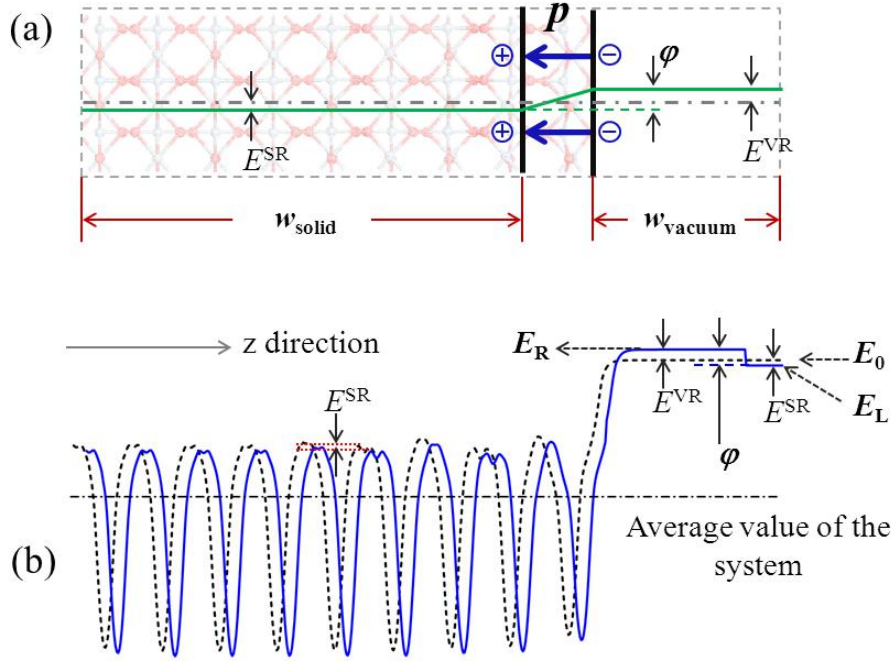 (a)
p
⊕ ⊖
φ
E^SR
E^VR
⊕ ⊖
w_solid
w_vacuum
z direction
E_R
E_0
E^SR
E^VR
E^SR
E_L
φ
Average value of the
system
(b)